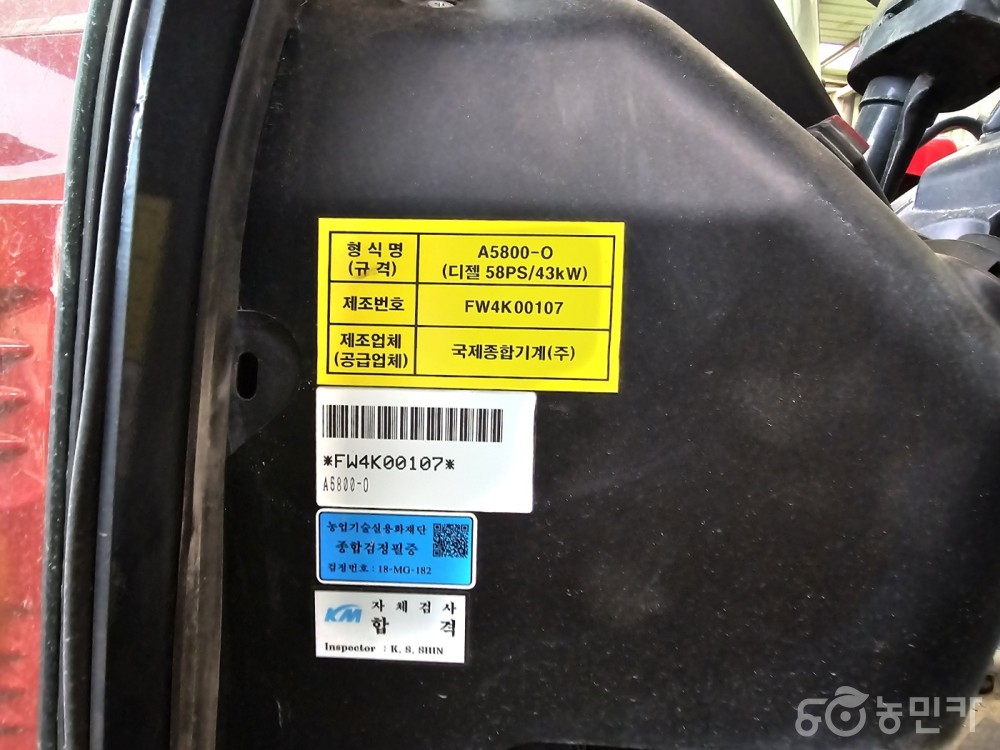 형 식 명
(규 격)
A5800-O
(디젤 58PS/43kW)
제조번호
FW4K00107
제조업체
(공급업체)
국제종합기계(주)
*FW4K00107*
A5800-O
농업기술실용화재단
종합검정필증
검정번호 : 18-MG-182
KM
자 체 검 사
합 격
Inspector : K. S. SHIN
농민카